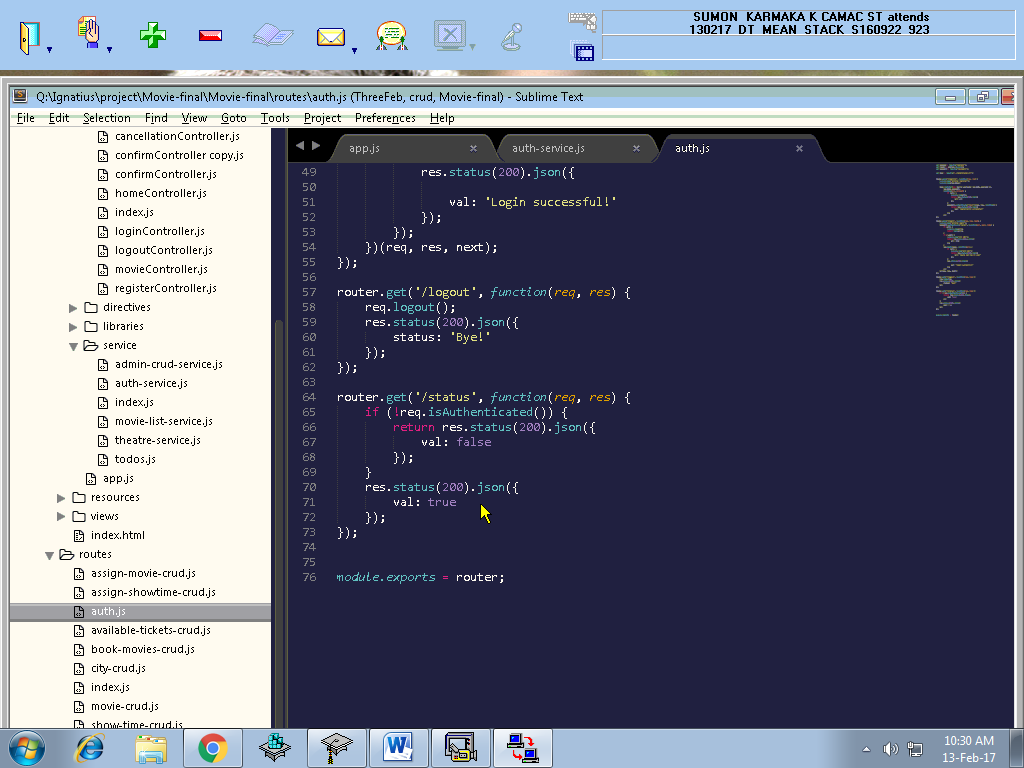 SUMON KARMAKA K CAMAC ST attends
130217 DT MEAN STACK S160922 923
Q:\Ignatius\project\Movie-final\Movie-final\routes\auth.js (ThreeFeb, crud, Movie-final) - Sublime Text
File Edit Selection Find View Goto Tools Project Preferences Help
cancellationController.js
confirmController copy.js
confirmController.js
homeController.js
index.js
loginController.js
logoutController.js
movieController.js
registerController.js
directives
libraries
service
admin-crud-service.js
auth-service.js
index.js
movie-list-service.js
theatre-service.js
todos.js
app.js
resources
views
index.html
routes
assign-movie-crud.js
assign-showtime-crud.js
auth.js
available-tickets-crud.js
book-movies-crud.js
city-crud.js
index.js
movie-crud.js
show-time-crud.js
app.js × auth-service.js × auth.js ×
49 res.status(200).json({
50
51 val: 'Login successful!'
52 });
53 });
54 })(req, res, next);
55 });
56
57 router.get('/logout', function(req, res) {
58 req.logout();
59 res.status(200).json({
60 status: 'Bye!'
61 });
62 });
63
64 router.get('/status', function(req, res) {
65 if (!req.isAuthenticated()) {
66 return res.status(200).json({
67 val: false
68 });
69 }
70 res.status(200).json({
71 val: true
72 });
73 });
74
75
76 module.exports = router;
10:30 AM
13-Feb-17